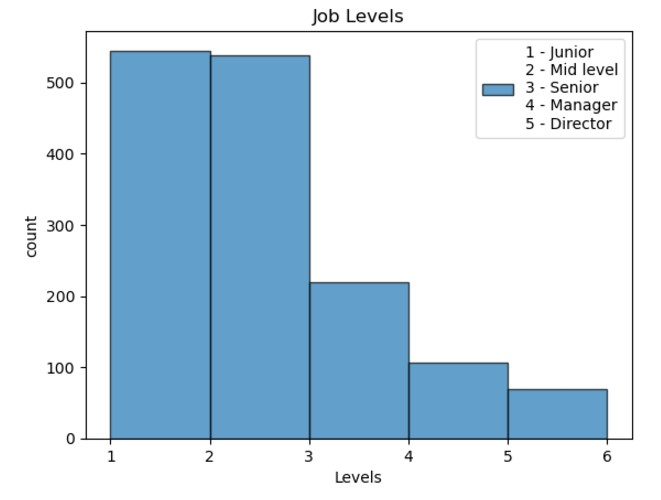 Job Levels
1 - Junior
2 - Mid level
3 - Senior
4 - Manager
5 - Director
500
400
300
200
100
0
count
1 2 3 4 5 6
Levels